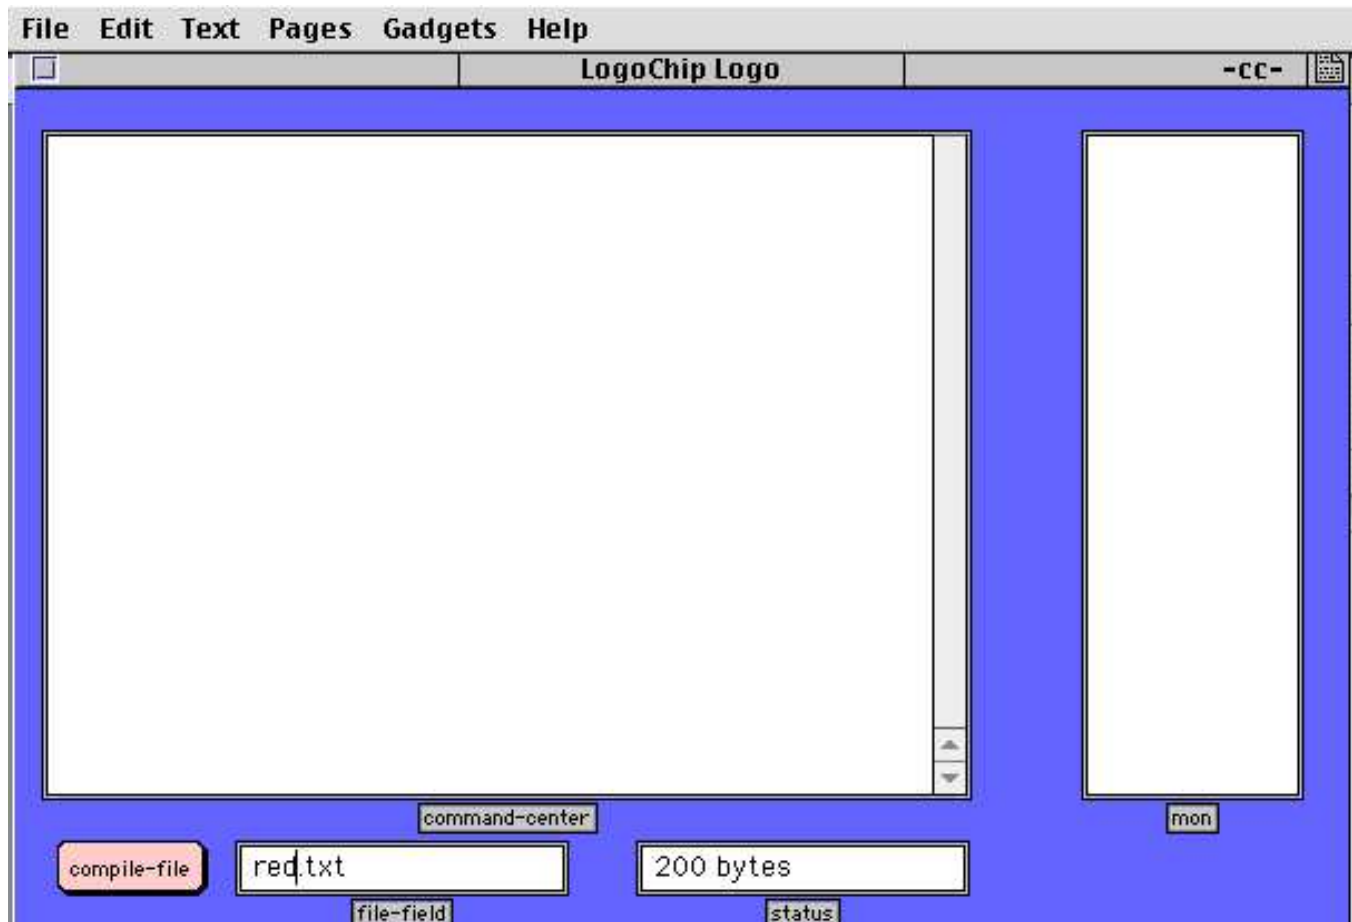 File Edit Text Pages Gadgets Help
LogoChip Logo -cc-
command-center mon
compile-file red.txt 200 bytes
file-field status